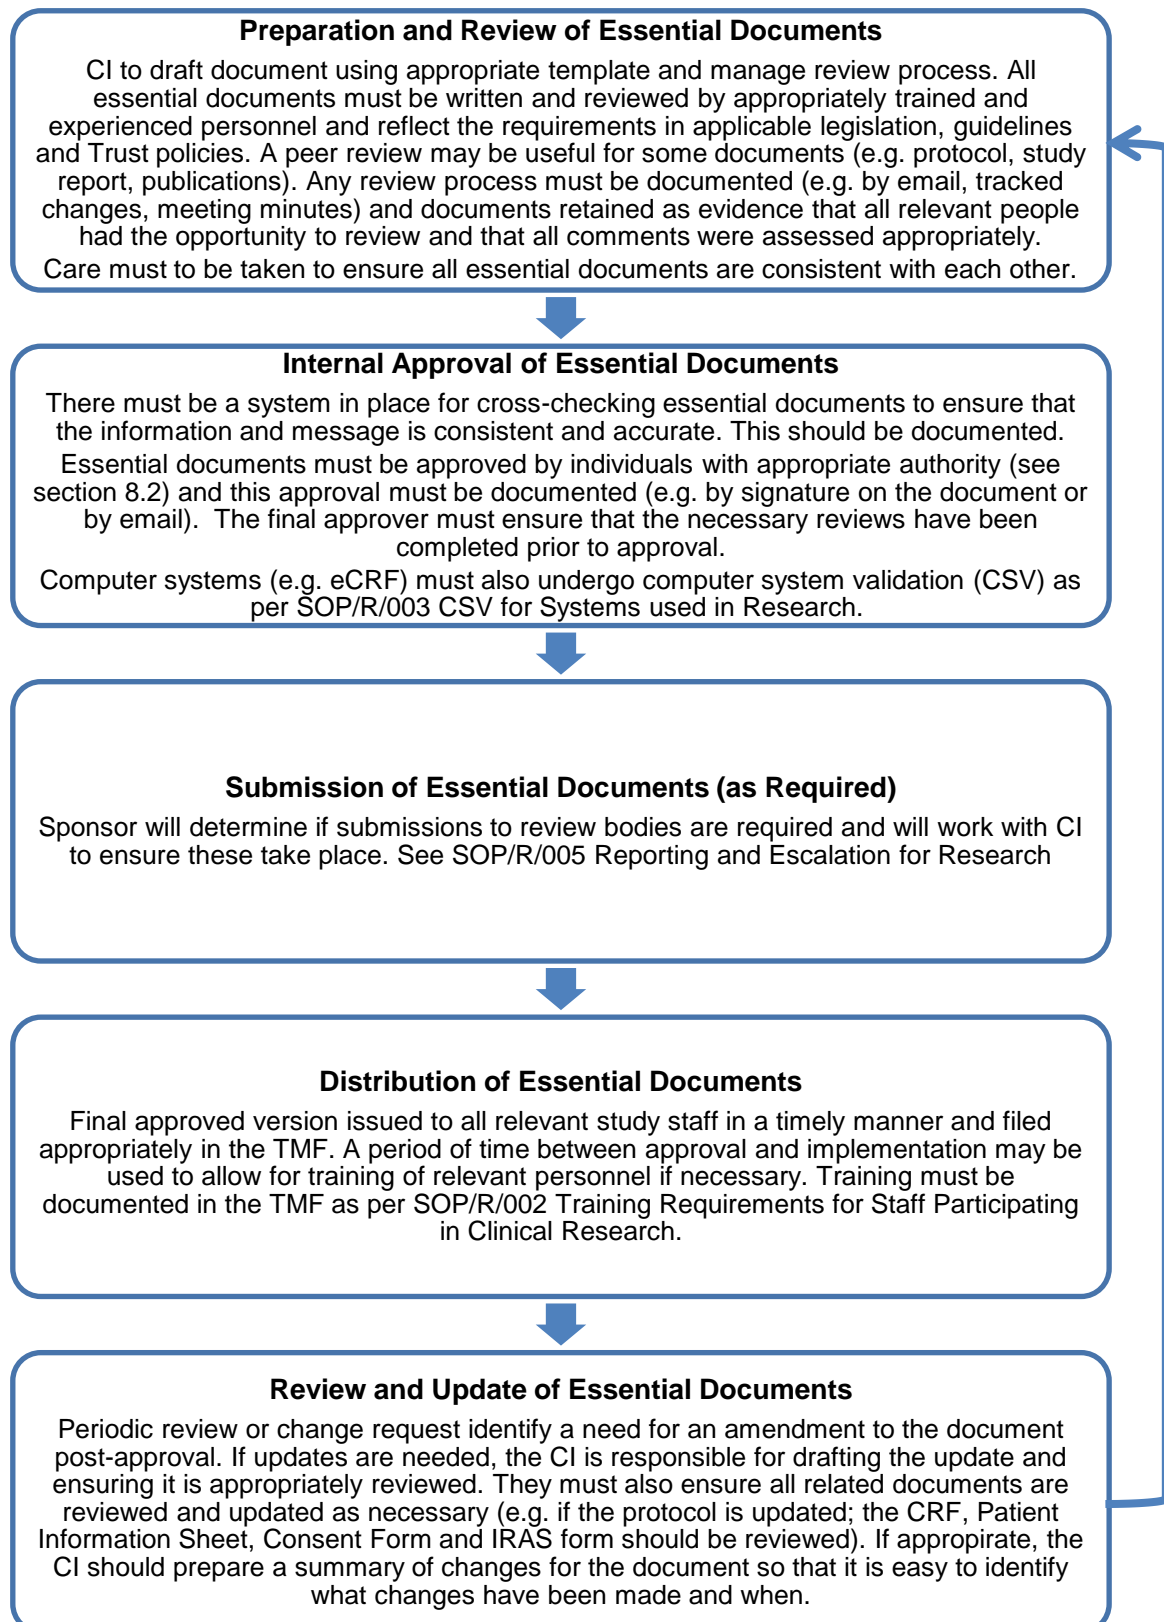 Preparation and Review of Essential Documents
CI to draft document using appropriate template and manage review process. All
essential documents must be written and reviewed by appropriately trained and
experienced personnel and reflect the requirements in applicable legislation, guidelines
and Trust policies. A peer review may be useful for some documents (e.g. protocol, study
report, publications). Any review process must be documented (e.g. by email, tracked
changes, meeting minutes) and documents retained as evidence that all relevant people
had the opportunity to review and that all comments were assessed appropriately.
Care must to be taken to ensure all essential documents are consistent with each other.
Internal Approval of Essential Documents
There must be a system in place for cross-checking essential documents to ensure that
the information and message is consistent and accurate. This should be documented.
Essential documents must be approved by individuals with appropriate authority (see
section 8.2) and this approval must be documented (e.g. by signature on the document or
by email).  The final approver must ensure that the necessary reviews have been
completed prior to approval.
Computer systems (e.g. eCRF) must also undergo computer system validation (CSV) as
per SOP/R/003 CSV for Systems used in Research.
Submission of Essential Documents (as Required)
Sponsor will determine if submissions to review bodies are required and will work with CI
to ensure these take place. See SOP/R/005 Reporting and Escalation for Research
Distribution of Essential Documents
Final approved version issued to all relevant study staff in a timely manner and filed
appropriately in the TMF. A period of time between approval and implementation may be
used to allow for training of relevant personnel if necessary. Training must be
documented in the TMF as per SOP/R/002 Training Requirements for Staff Participating
in Clinical Research.
Review and Update of Essential Documents
Periodic review or change request identify a need for an amendment to the document
post-approval. If updates are needed, the CI is responsible for drafting the update and
ensuring it is appropriately reviewed. They must also ensure all related documents are
reviewed and updated as necessary (e.g. if the protocol is updated; the CRF, Patient
Information Sheet, Consent Form and IRAS form should be reviewed). If appropirate, the
CI should prepare a summary of changes for the document so that it is easy to identify
what changes have been made and when.